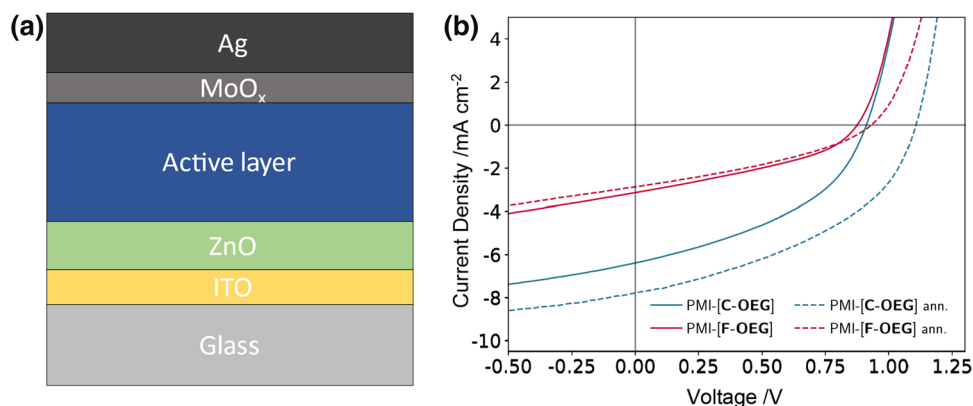 (a)
Ag
MoOx
Active layer
ZnO
ITO
Glass
(b)
Current Density /mA cm-2
4
2
0
-2
-4
-6
-8
-10
PMI-[C-OEG]
PMI-[C-OEG] ann.
PMI-[F-OEG]
PMI-[F-OEG] ann.
-0.50
-0.25
0.00
0.25
0.50
0.75
1.00
1.25
Voltage /V